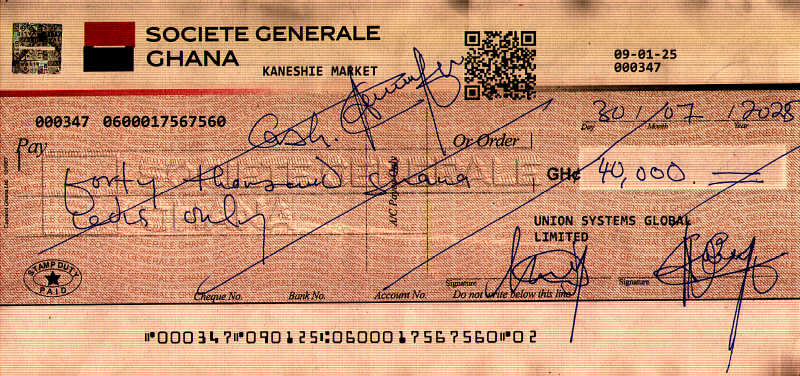 SOCIETE GENERALE
GHANA
KANESHIE MARKET
09-01-25
000347
000347 0600017567560
30/07/2025
Day Month Year
Pay Cash. Or Order
forty thousand Ghana GH¢ 40,000.
cedis only
A/C Payee Only
UNION SYSTEMS GLOBAL
LIMITED
STAMP DUTY
PAID
Signature Signature
Cheque No. Bank No. Account No. Do not write below this line
⑈000347⑈090125⑆0600017567560⑈02